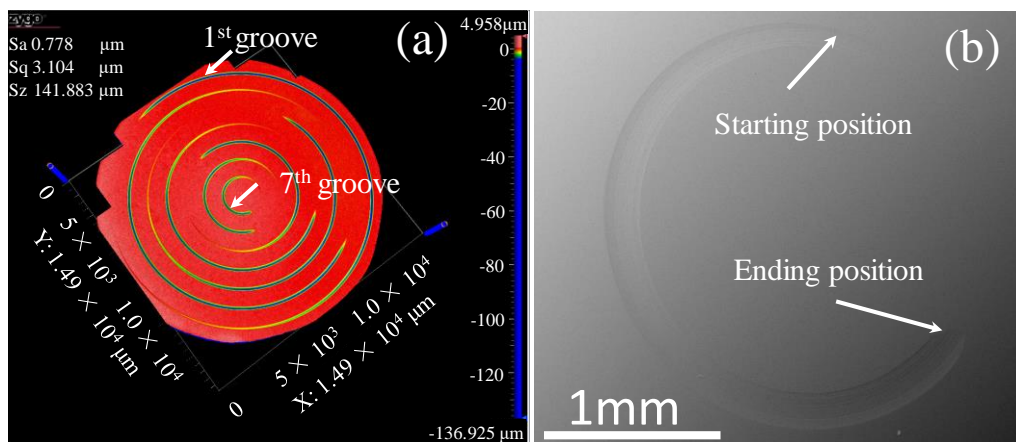 zygo
Sa 0.778 μm
Sq 3.104 μm
Sz 141.883 μm
1st groove
(a)
7th groove
4.958μm
0
-20
-40
-60
-80
-100
-120
-136.925 μm
0
5 × 10³
1.0 × 10⁴
Y: 1.49 × 10⁴ μm
0
5 × 10³
1.0 × 10⁴
X: 1.49 × 10⁴ μm
(b)
Starting position
Ending position
1mm